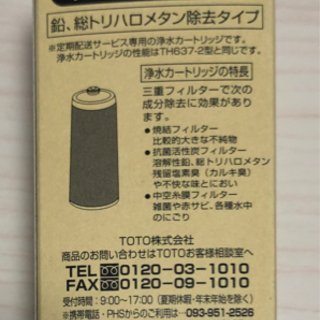 鉛、総トリハロメタン除去タイプ
※定期配送サービス専用の浄水カートリッジです。
浄水カートリッジの性能はTH637-2型と同じです。
浄水カートリッジの特長
三重フィルターで次の
成分除去に効果があり
ます。
●焼結フィルター
比較的大きな不純物
●抗菌活性炭フィルター
溶解性鉛、総トリハロメタン
残留塩素臭（カルキ臭）
や不快な味とにおい
●中空糸膜フィルター
雑菌や赤サビ、各種水中
のにごり
TOTO株式会社
商品のお問い合わせはTOTOお客様相談室へ
TEL 0120-03-1010
FAX 0120-09-1010
受付時間：9:00〜17:00（夏期休暇・年末年始を除く）
※携帯電話・PHSからのご利用は…093-951-2526